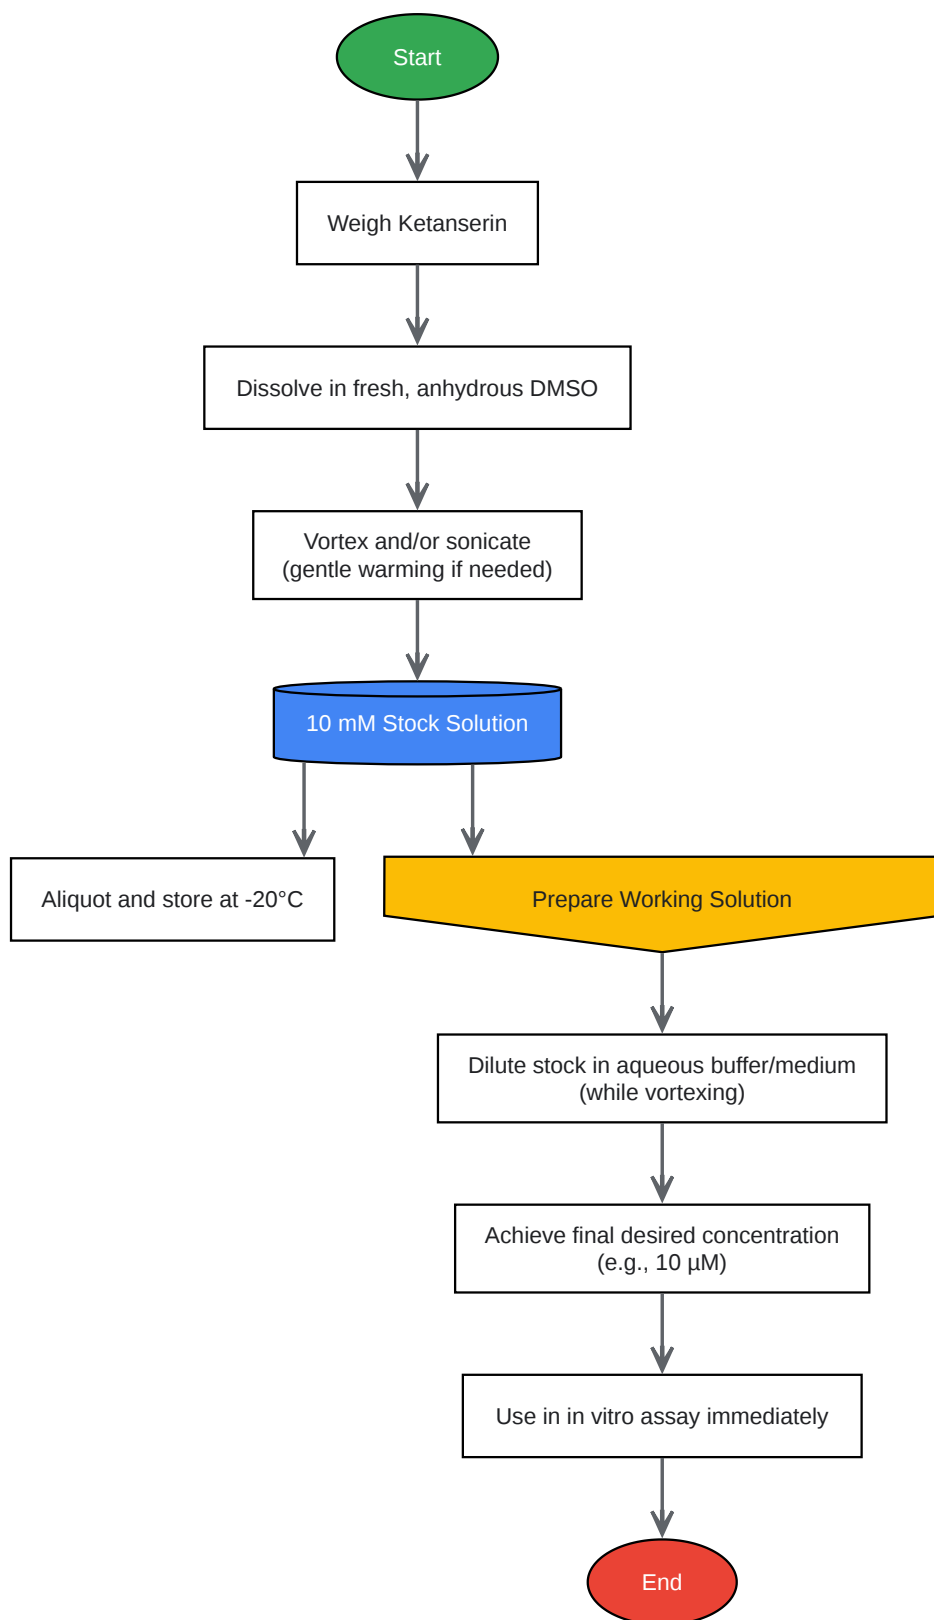 Start
Weigh Ketanserin
Dissolve in fresh, anhydrous DMSO
Vortex and/or sonicate
(gentle warming if needed)
10 mM Stock Solution
Aliquot and store at -20°C
Prepare Working Solution
Dilute stock in aqueous buffer/medium
(while vortexing)
Achieve final desired concentration
(e.g., 10 µM)
Use in in vitro assay immediately
End